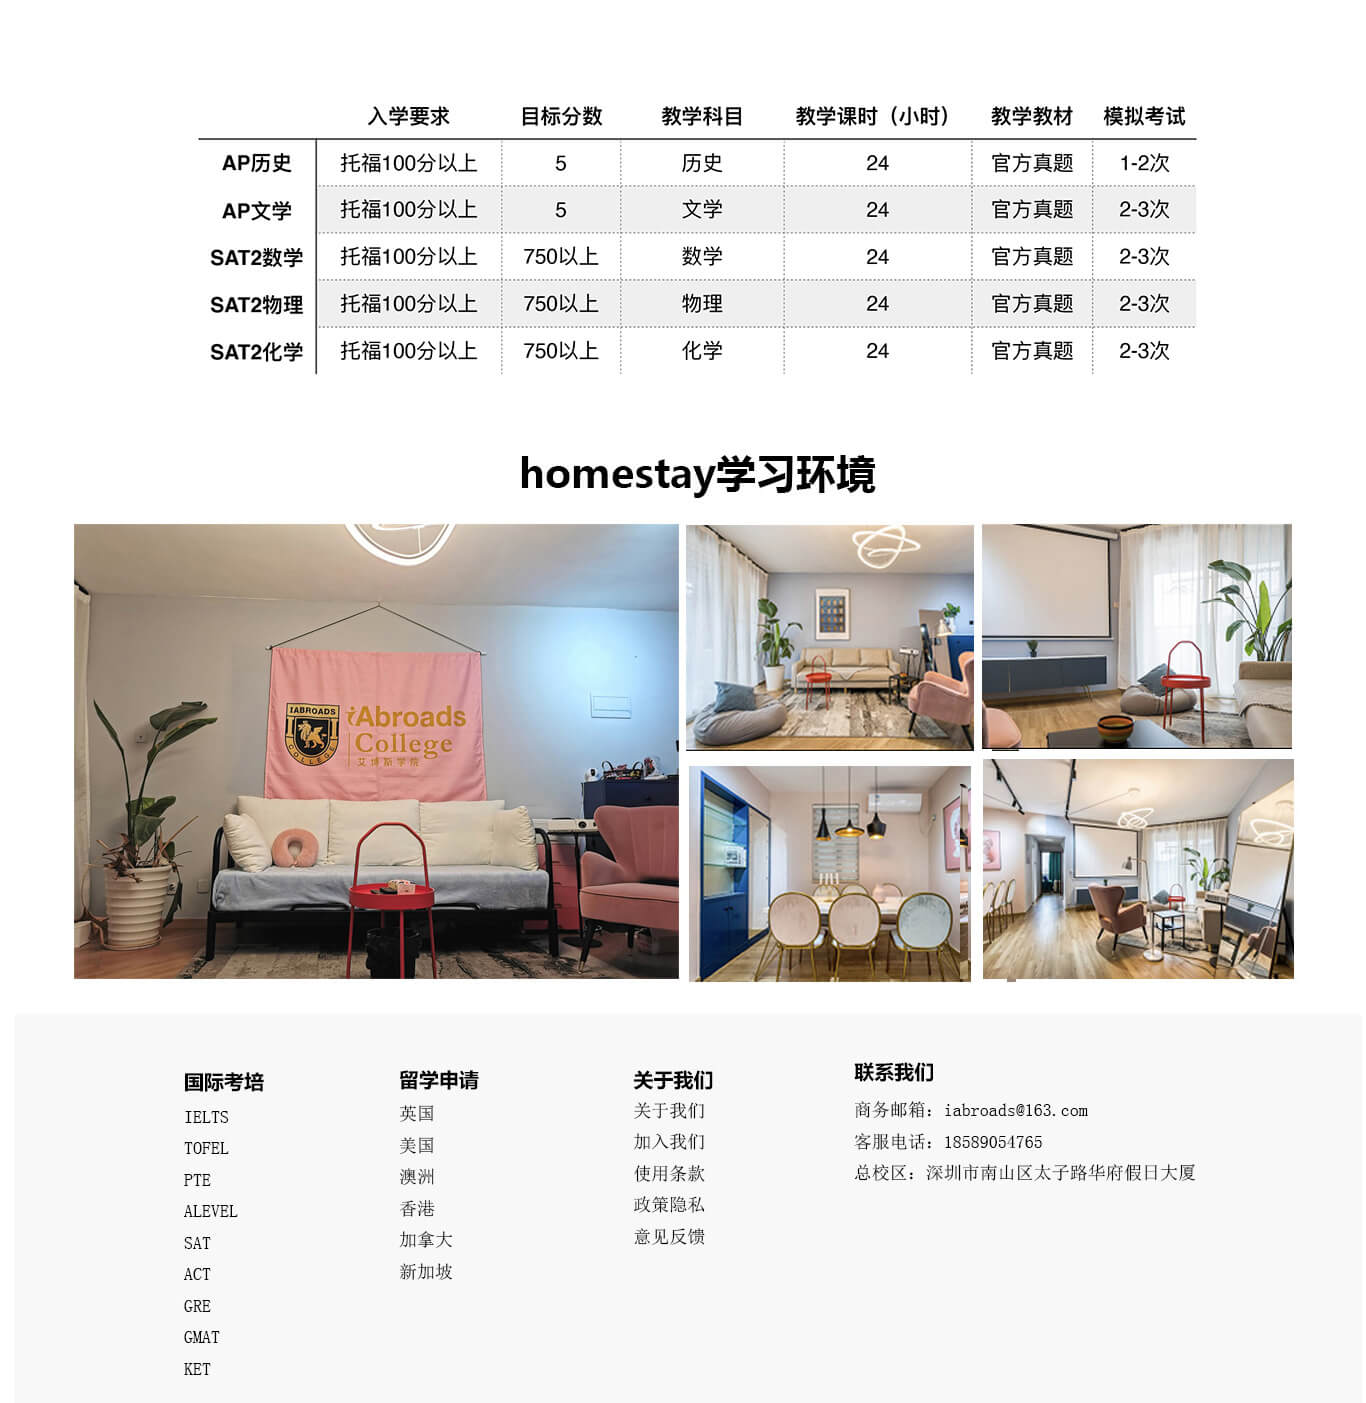 入学要求 目标分数 教学科目 教学课时（小时） 教学教材 模拟考试
AP历史 托福100分以上 5 历史 24 官方真题 1-2次
AP文学 托福100分以上 5 文学 24 官方真题 2-3次
SAT2数学 托福100分以上 750以上 数学 24 官方真题 2-3次
SAT2物理 托福100分以上 750以上 物理 24 官方真题 2-3次
SAT2化学 托福100分以上 750以上 化学 24 官方真题 2-3次
homestay学习环境
IABROADS
COLLEGE
iAbroads
College
艾博斯学院
国际考培
IELTS
TOFEL
PTE
ALEVEL
SAT
ACT
GRE
GMAT
KET
留学申请
英国
美国
澳洲
香港
加拿大
新加坡
关于我们
关于我们
加入我们
使用条款
政策隐私
意见反馈
联系我们
商务邮箱：iabroads@163.com
客服电话：18589054765
总校区：深圳市南山区太子路华府假日大厦